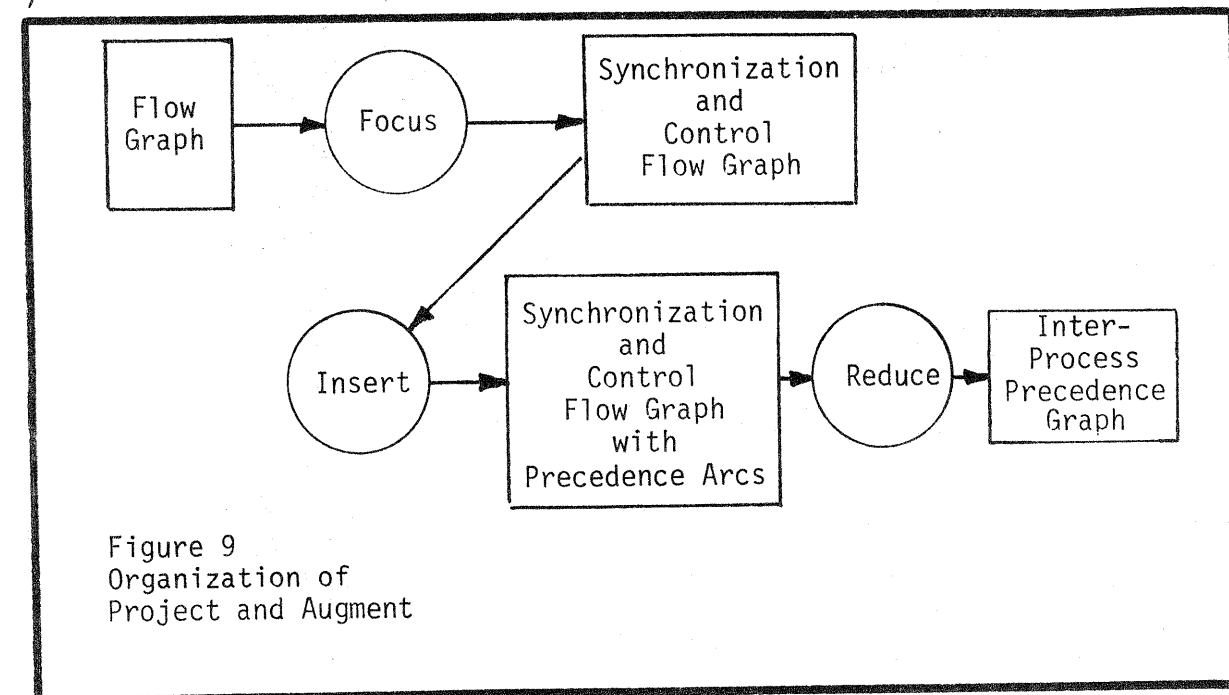 Flow
Graph
Focus
Synchronization
and
Control
Flow Graph
Insert
Synchronization
and
Control
Flow Graph
with
Precedence Arcs
Reduce
Inter-
Process
Precedence
Graph
Figure 9
Organization of
Project and Augment